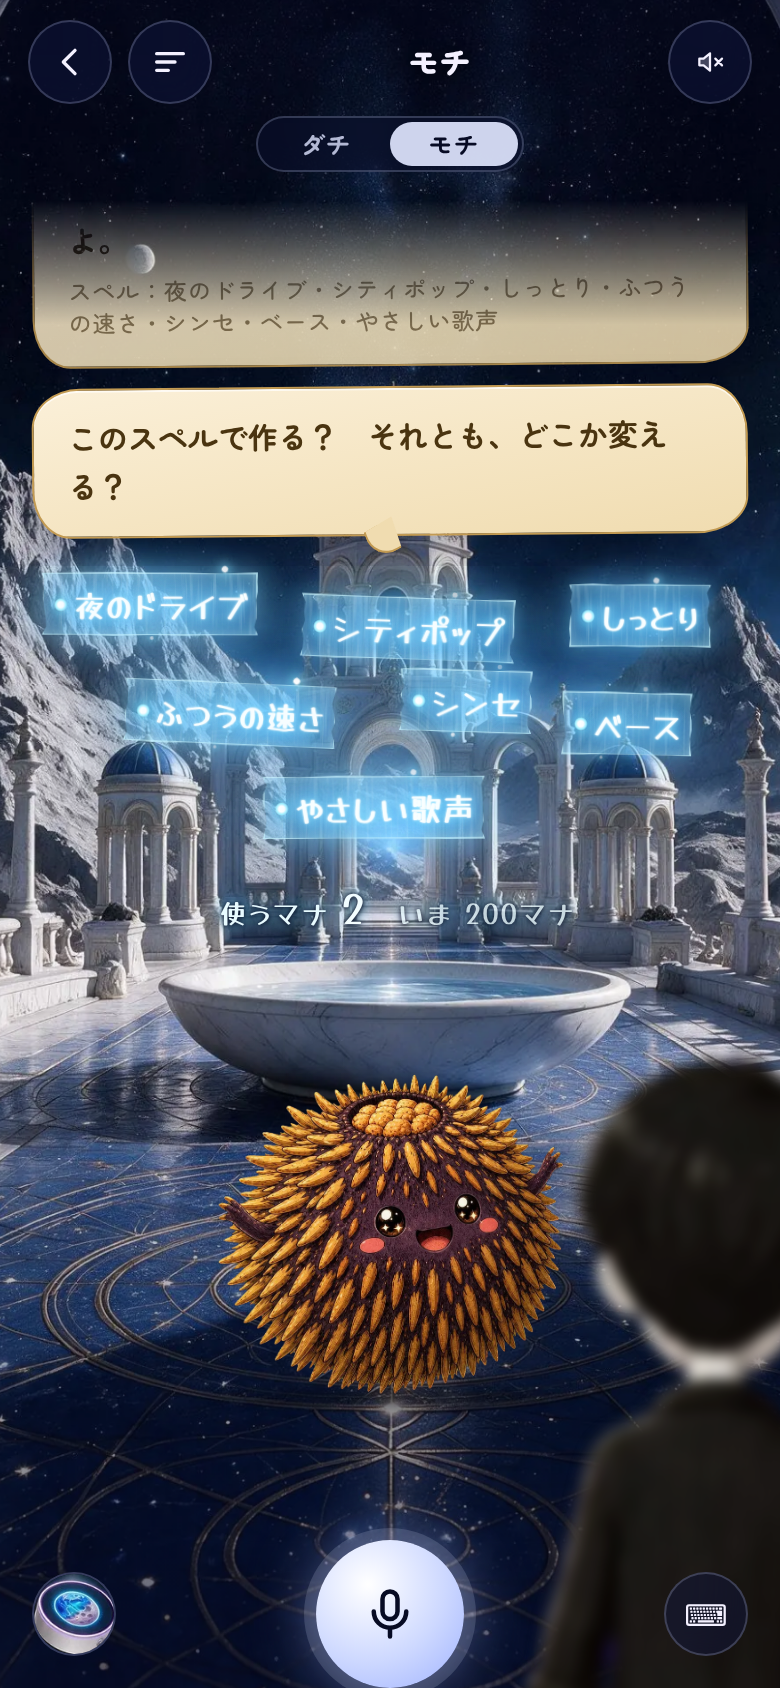 モチ
ダチ
モチ
よ。
スペル：夜のドライブ・シティポップ・しっとり・ふつう
の速さ・シンセ・ベース・やさしい歌声
このスペルで作る？　それとも、どこか変え
る？
夜のドライブ
シティポップ
しっとり
ふつうの速さ
シンセ
ベース
やさしい歌声
使うマナ 2　いま 200マナ